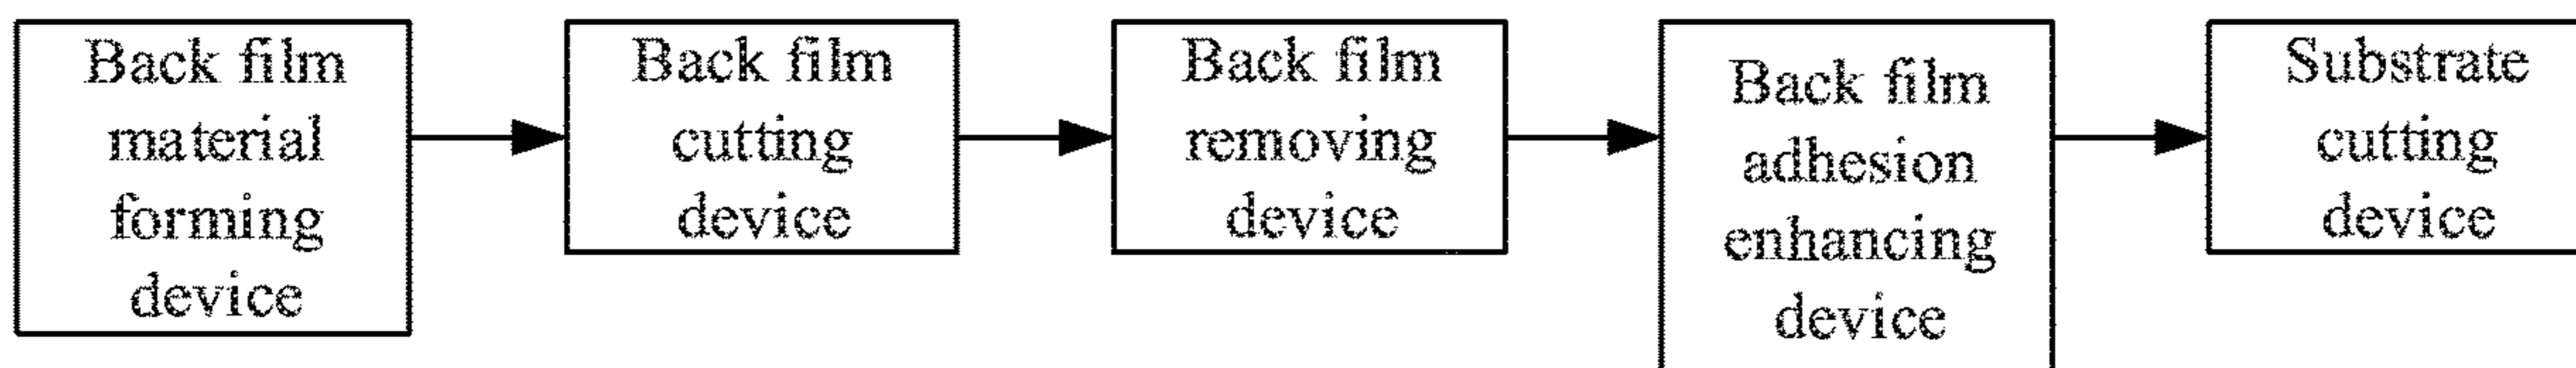 Back film
material
forming
device
Back film
cutting
device
Back film
removing
device
Back film
adhesion
enhancing
device
Substrate
cutting
device